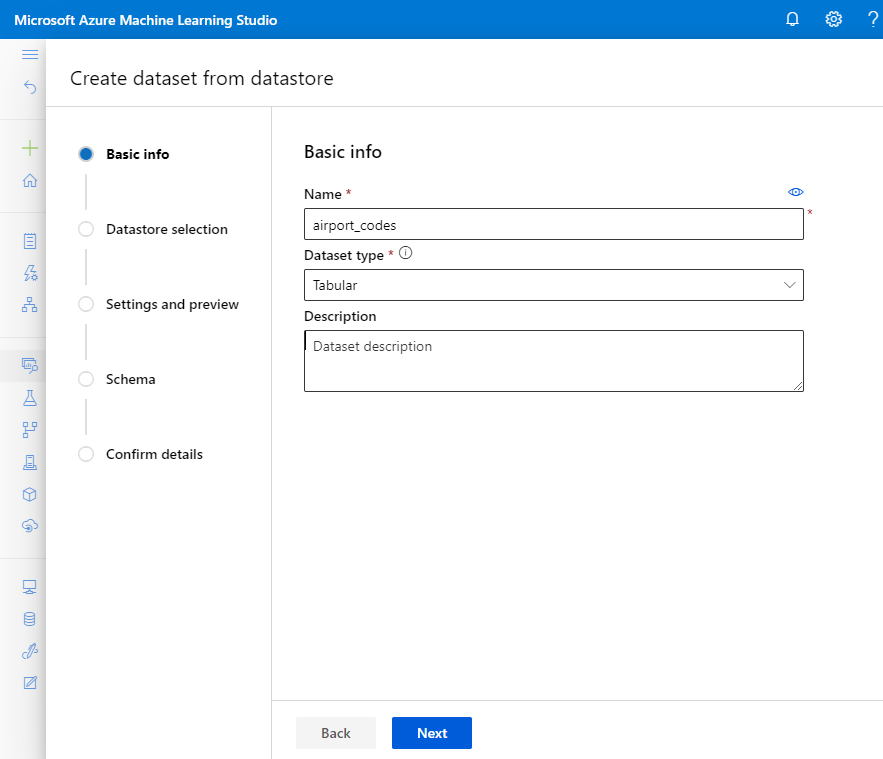 Microsoft Azure Machine Learning Studio
Create dataset from datastore
Basic info
Datastore selection
Settings and preview
Schema
Confirm details
Basic info
Name *
airport_codes
*
Dataset type *
Tabular
Description
Dataset description
Back
Next